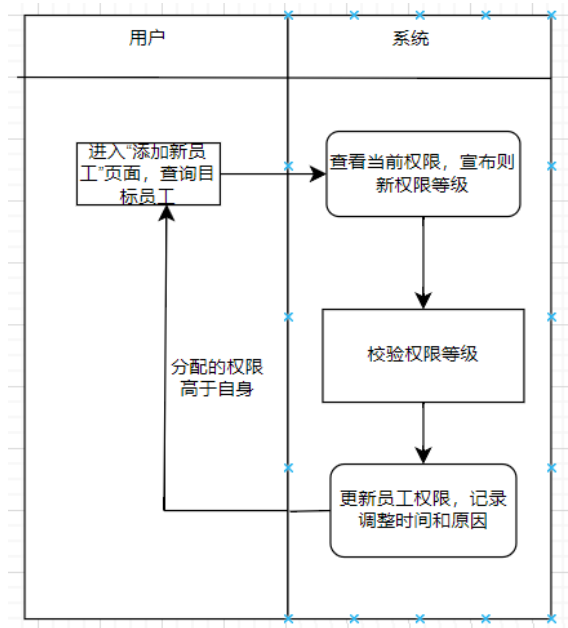 用户
系统
进入“添加新员
工”页面，查询目
标员工
查看当前权限，宣布则
新权限等级
校验权限等级
分配的权限
高于自身
更新员工权限，记录
调整时间和原因